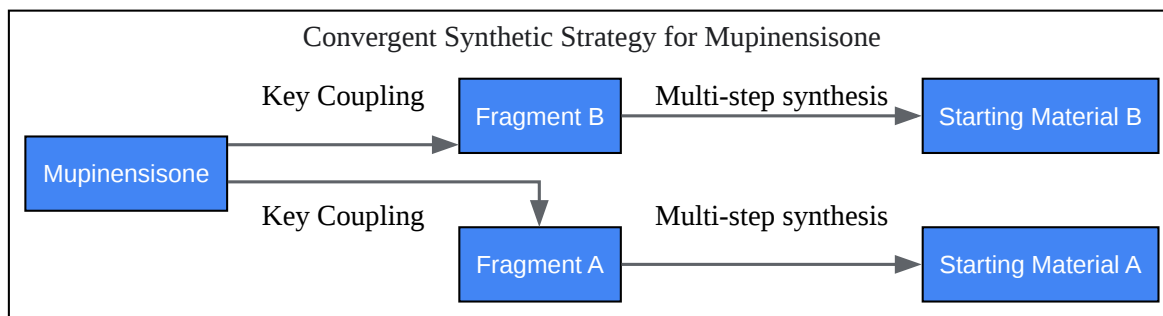 Convergent Synthetic Strategy for Mupinensisone
Key Coupling
Fragment B
Multi-step synthesis
Starting Material B
Mupinensisone
Key Coupling
Fragment A
Multi-step synthesis
Starting Material A